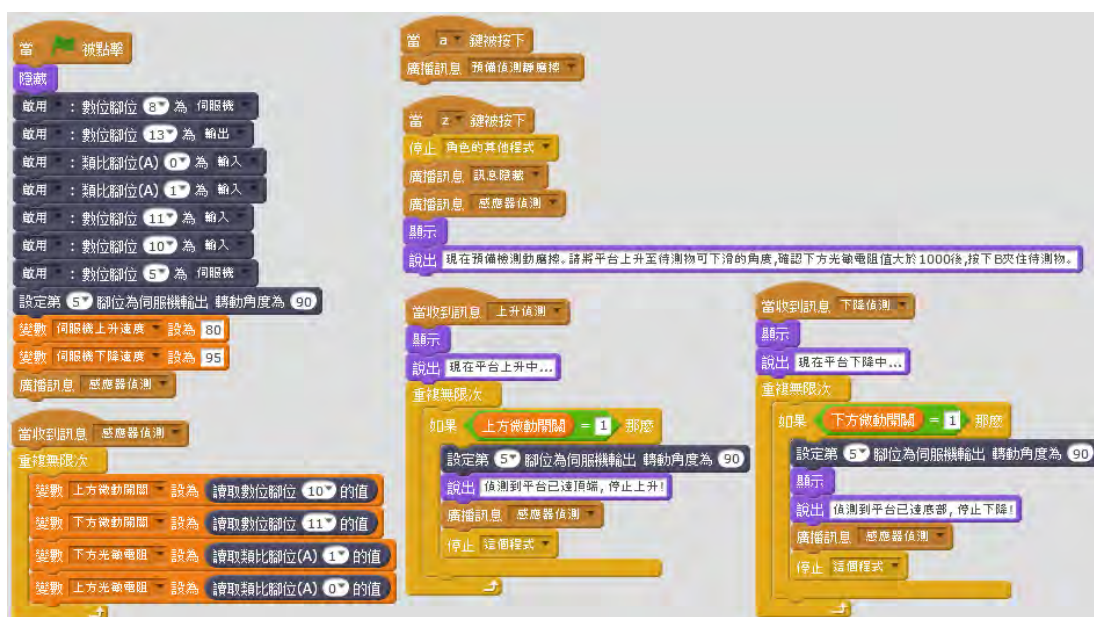 當 被點擊
隱藏
啟用 : 數位腳位 8 為 伺服機
啟用 : 數位腳位 13 為 輸出
啟用 : 類比腳位(A) 0 為 輸入
啟用 : 類比腳位(A) 1 為 輸入
啟用 : 數位腳位 11 為 輸入
啟用 : 數位腳位 10 為 輸入
啟用 : 數位腳位 5 為 伺服機
設定第 5 腳位為伺服機輸出 轉動角度為 90
變數 伺服機上升速度 設為 80
變數 伺服機下降速度 設為 95
廣播訊息 感應器偵測
當收到訊息 感應器偵測
重複無限次
變數 上方微動開關 設為 讀取數位腳位 10 的值
變數 下方微動開關 設為 讀取數位腳位 11 的值
變數 下方光敏電阻 設為 讀取類比腳位(A) 1 的值
變數 上方光敏電阻 設為 讀取類比腳位(A) 0 的值
當 a 鍵被按下
廣播訊息 預備偵測靜磨擦
當 z 鍵被按下
停止 角色的其他程式
廣播訊息 訊息隱藏
廣播訊息 感應器偵測
顯示
說出 現在預備檢測動磨擦。請將平台上升至待測物可下滑的角度,確認下方光敏電阻值大於1000後,按下B夾住待測物。
當收到訊息 上升偵測
顯示
說出 現在平台上升中...
重複無限次
如果 上方微動開關 = 1 那麼
設定第 5 腳位為伺服機輸出 轉動角度為 90
說出 偵測到平台已達頂端, 停止上升!
廣播訊息 感應器偵測
停止 這個程式
當收到訊息 下降偵測
顯示
說出 現在平台下降中...
重複無限次
如果 下方微動開關 = 1 那麼
設定第 5 腳位為伺服機輸出 轉動角度為 90
顯示
說出 偵測到平台已達底部, 停止下降!
廣播訊息 感應器偵測
停止 這個程式